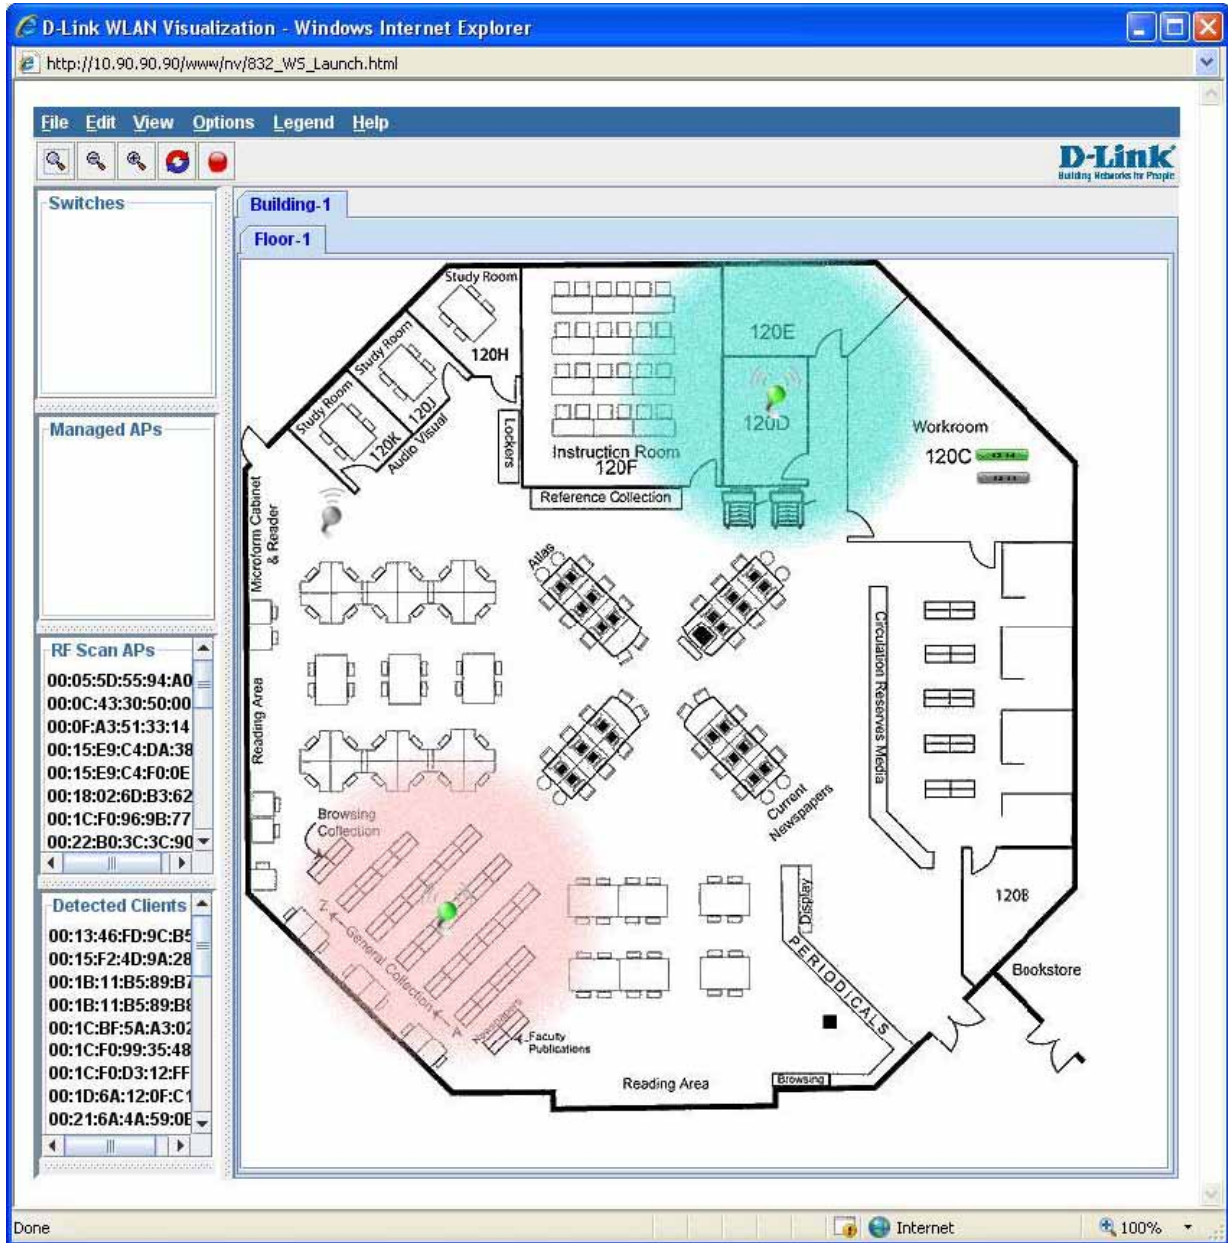 D-Link WLAN Visualization - Windows Internet Explorer
http://10.90.90.90/www/nv/832_WS_Launch.html
File Edit View Options Legend Help
D-Link
Building Networks for People
Switches
Managed APs
RF Scan APs
00:05:5D:55:94:A0
00:0C:43:30:50:00
00:0F:A3:51:33:14
00:15:E9:C4:DA:38
00:15:E9:C4:F0:0E
00:18:02:6D:B3:62
00:1C:F0:96:9B:77
00:22:B0:3C:3C:90
Detected Clients
00:13:46:FD:9C:B5
00:15:F2:4D:9A:28
00:1B:11:B5:89:B7
00:1B:11:B5:89:B8
00:1C:BF:5A:A3:02
00:1C:F0:99:35:48
00:1C:F0:D3:12:FF
00:1D:6A:12:0F:C1
00:21:6A:4A:59:0E
Building-1
Floor-1
Study Room
120H
Study Room
120J
Study Room
120K
Audio Visual
Lockers
Instruction Room
120F
Reference Collection
120E
120D
Workroom
120C
Microform Cabinet
& Reader
Atlas
Reading Area
Circulation Reserves Media
Current
Newspapers
Browsing
Collection
Z
General Collection
A
Newspapers
Faculty
Publications
Display
PERIODICALS
Browsing
Reading Area
120B
Bookstore
Done
Internet
100%